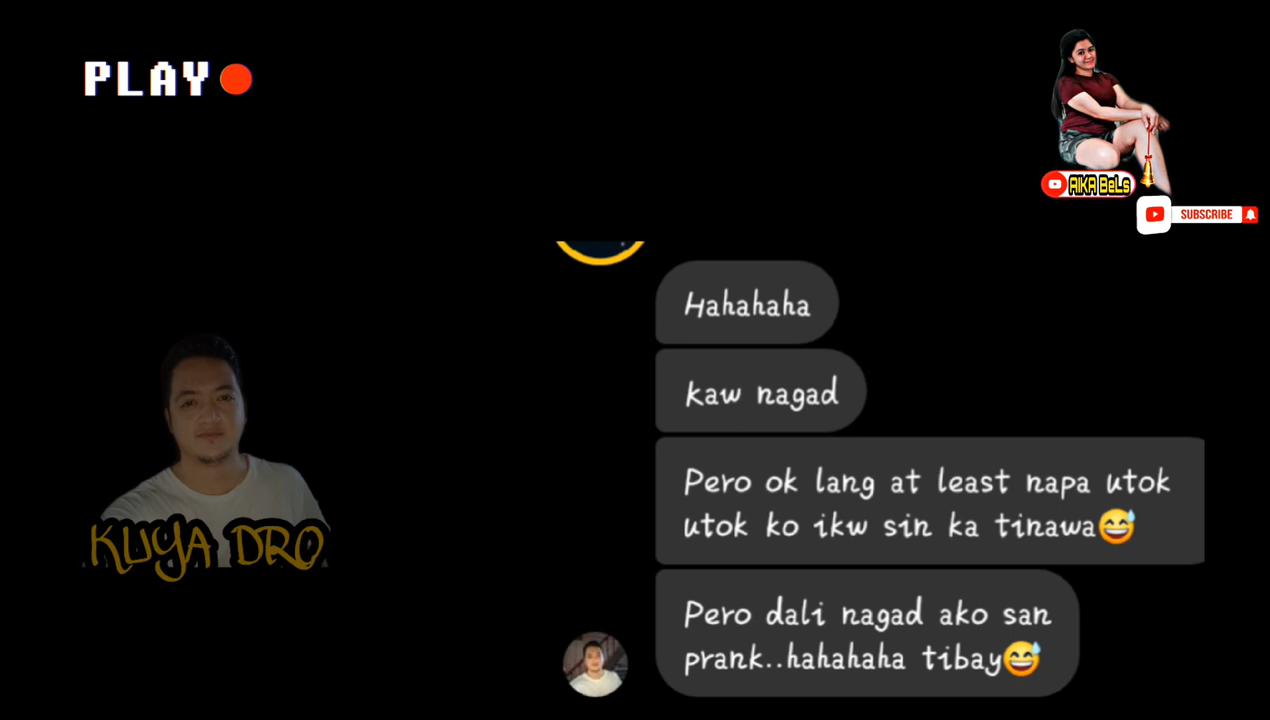 PLAY
AIKA BeLs
SUBSCRIBE
Hahahaha
kaw nagad
Pero ok lang at least napa utok
utok ko ikw sin ka tinawa😅
Pero dali nagad ako san
prank..hahahaha tibay😅
KUYA DRO